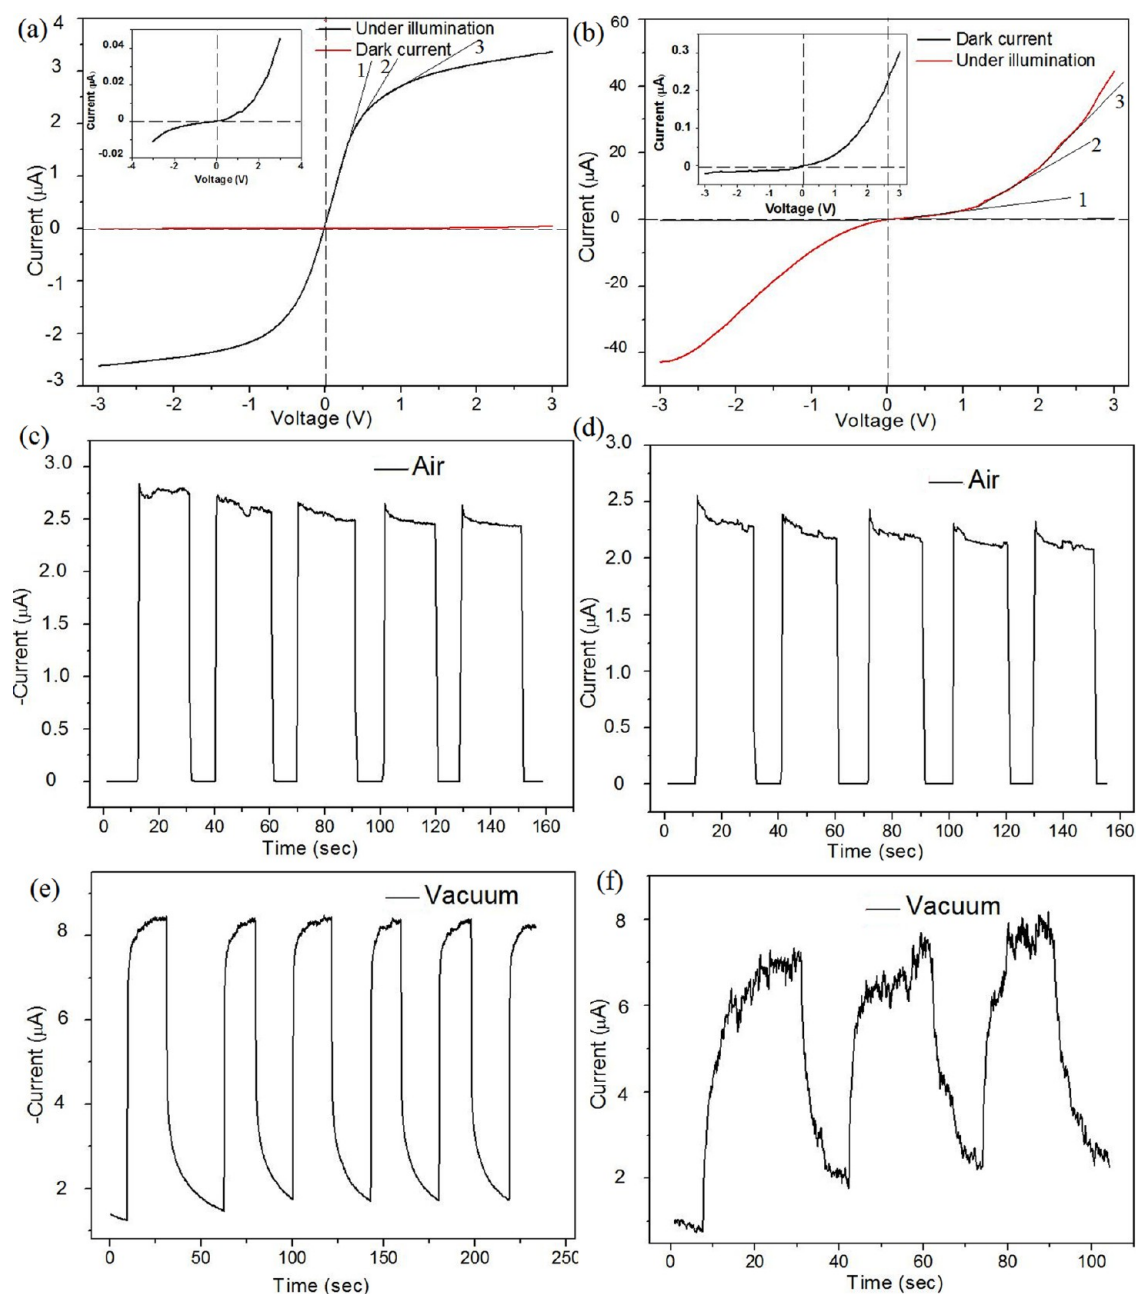 (a)
Under illumination
Dark current
1
2
3
4
3
2
1
0
-1
-2
-3
Current (μA)
-3
-2
-1
0
1
2
3
Voltage (V)
0.04
0.02
0
-0.02
Current (μA)
-4
-2
0
2
4
Voltage (V)
(b)
Dark current
Under illumination
3
2
1
60
40
20
0
-20
-40
Current (μA)
-3
-2
-1
0
1
2
3
Voltage (V)
0.3
0.2
0.1
0
Current (μA)
-3
-2
-1
0
1
2
3
Voltage (V)
(c)
Air
3.0
2.5
2.0
1.5
1.0
0.5
0
-Current (μA)
0 20 40 60 80 100 120 140 160
Time (sec)
(d)
Air
3.0
2.5
2.0
1.5
1.0
0.5
0
Current (μA)
0 20 40 60 80 100 120 140 160
Time (sec)
(e)
Vacuum
8
6
4
2
-Current (μA)
0 50 100 150 200 250
Time (sec)
(f)
Vacuum
8
6
4
2
Current (μA)
0 20 40 60 80 100
Time (sec)